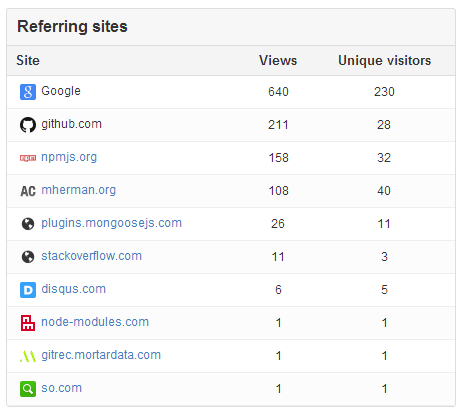 Referring sites
Site Views Unique visitors
Google 640 230
github.com 211 28
npmjs.org 158 32
AC mherman.org 108 40
plugins.mongoosejs.com 26 11
stackoverflow.com 11 3
disqus.com 6 5
node-modules.com 1 1
gitrec.mortardata.com 1 1
so.com 1 1